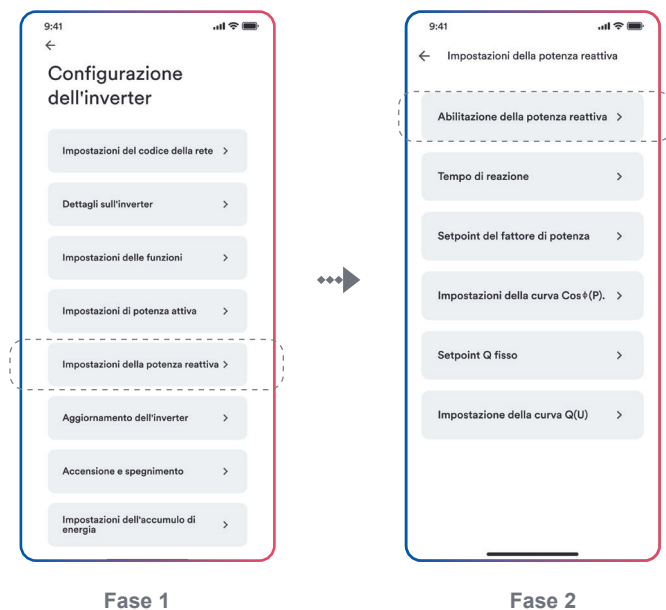 9:41
Configurazione
dell'inverter
Impostazioni del codice della rete
Dettagli sull'inverter
Impostazioni delle funzioni
Impostazioni di potenza attiva
Impostazioni della potenza reattiva
Aggiornamento dell'inverter
Accensione e spegnimento
Impostazioni dell'accumulo di
energia
Fase 1
9:41
Impostazioni della potenza reattiva
Abilitazione della potenza reattiva
Tempo di reazione
Setpoint del fattore di potenza
Impostazioni della curva Cosφ(P).
Setpoint Q fisso
Impostazione della curva Q(U)
Fase 2